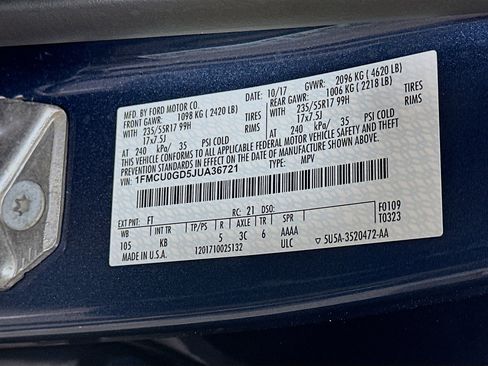 MFD. BY FORD MOTOR CO.
10/17 GVWR: 2096 KG ( 4620 LB)
FRONT GAWR: 1098 KG ( 2420 LB) REAR GAWR: 1006 KG ( 2218 LB)
WITH 235/55R17 99H TIRES WITH 235/55R17 99H TIRES
17x7.5J RIMS 17x7.5J RIMS
AT 240 kPa/ 35 PSI COLD AT 240 kPa/ 35 PSI COLD
THIS VEHICLE CONFORMS TO ALL APPLICABLE FEDERAL MOTOR VEHICLE SAFETY AND THEFT
PREVENTION STANDARDS IN EFFECT ON THE DATE OF MANUFACTURE SHOWN ABOVE.
VIN: 1FMCU0GD5JUA36721
TYPE: MPV
EXT PNT: FT RC: 21 DSO: F0109
WB INT TR TP/PS R AXLE TR SPR T0323
105 KB 5 3C 6 AAAA
MADE IN U.S.A. 1201710025132 ULC 5U5A-3520472-AA